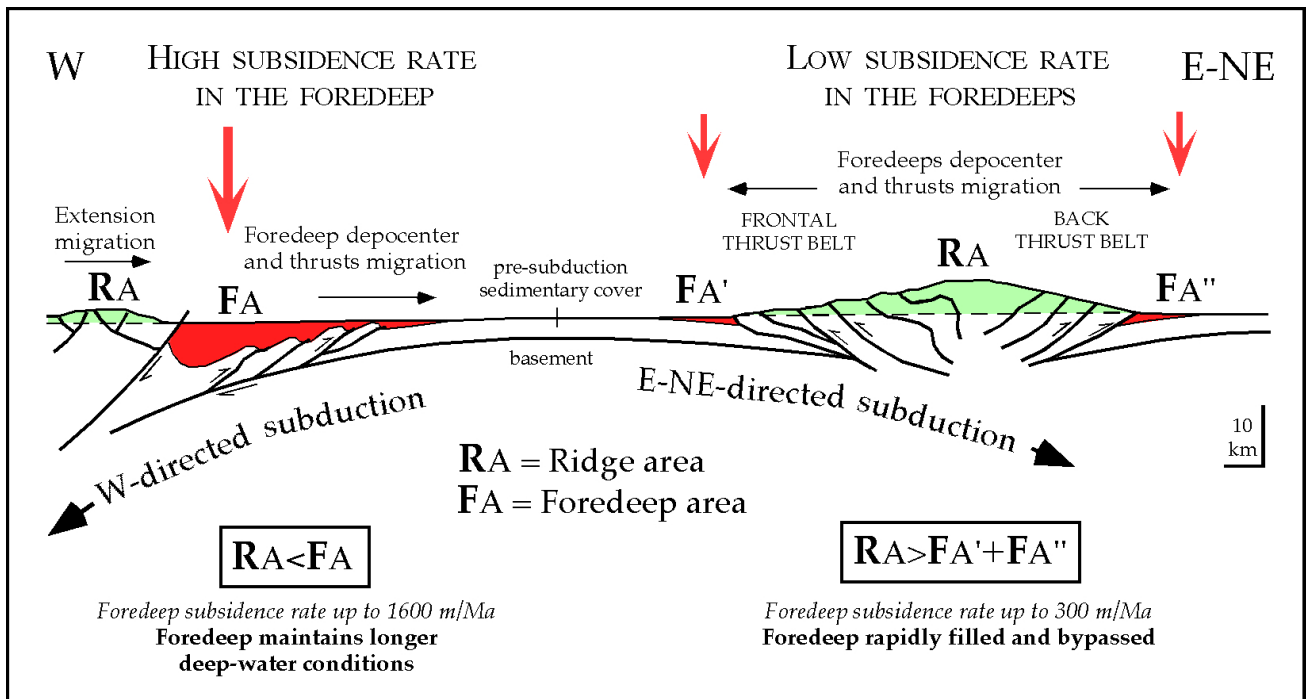 W
HIGH SUBSIDENCE RATE
IN THE FOREDEEP
LOW SUBSIDENCE RATE
IN THE FOREDEEPS
E-NE
Extension
migration
Foredeep depocenter
and thrusts migration
Foredeeps depocenter
and thrusts migration
FRONTAL
THRUST BELT
BACK
THRUST BELT
RA
FA
pre-subduction
sedimentary cover
FA'
RA
FA"
basement
W-directed subduction
E-NE-directed subduction
10
km
RA = Ridge area
FA = Foredeep area
RA<FA
RA>FA'+FA"
Foredeep subsidence rate up to 1600 m/Ma
Foredeep maintains longer
deep-water conditions
Foredeep subsidence rate up to 300 m/Ma
Foredeep rapidly filled and bypassed